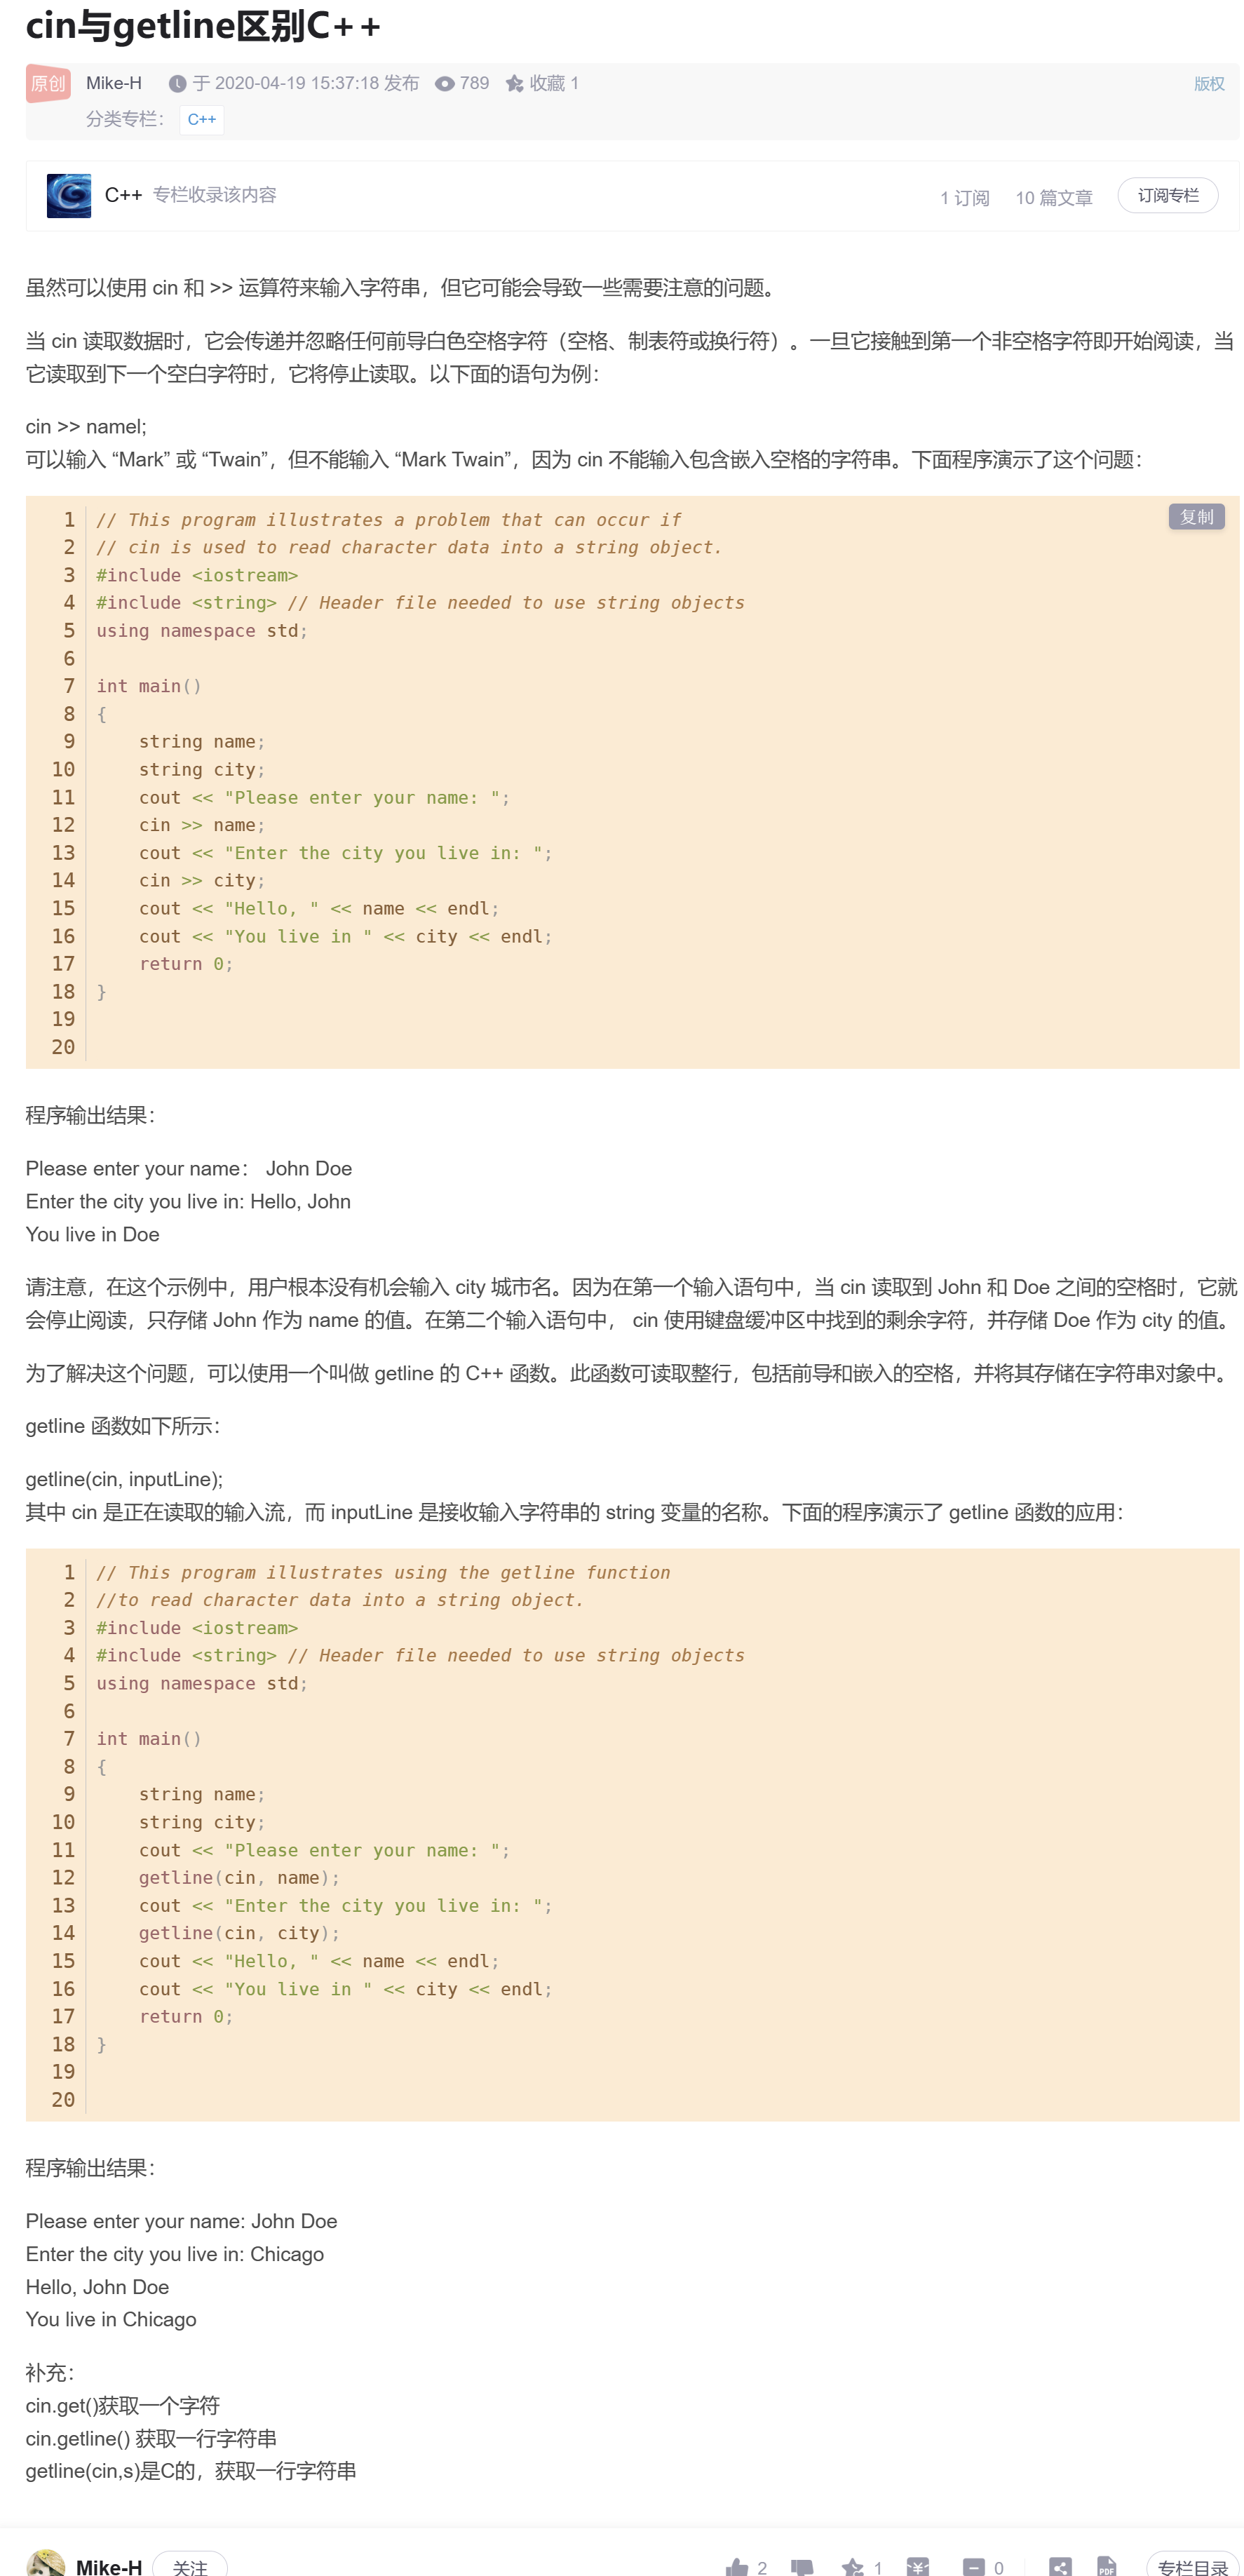 cin与getline区别C++
原创 Mike-H 于 2020-04-19 15:37:18 发布 789 收藏 1 版权
分类专栏： C++
C++ 专栏收录该内容 1 订阅 10 篇文章 订阅专栏
虽然可以使用 cin 和 >> 运算符来输入字符串，但它可能会导致一些需要注意的问题。
当 cin 读取数据时，它会传递并忽略任何前导白色空格字符（空格、制表符或换行符）。一旦它接触到第一个非空格字符即开始阅读，当
它读取到下一个空白字符时，它将停止读取。以下面的语句为例：
cin >> namel;
可以输入 “Mark” 或 “Twain”，但不能输入 “Mark Twain”，因为 cin 不能输入包含嵌入空格的字符串。下面程序演示了这个问题：
复制
1 // This program illustrates a problem that can occur if
2 // cin is used to read character data into a string object.
3 #include <iostream>
4 #include <string> // Header file needed to use string objects
5 using namespace std;
6
7 int main()
8 {
9     string name;
10     string city;
11     cout << "Please enter your name: ";
12     cin >> name;
13     cout << "Enter the city you live in: ";
14     cin >> city;
15     cout << "Hello, " << name << endl;
16     cout << "You live in " << city << endl;
17     return 0;
18 }
19
20
程序输出结果：
Please enter your name： John Doe
Enter the city you live in: Hello, John
You live in Doe
请注意，在这个示例中，用户根本没有机会输入 city 城市名。因为在第一个输入语句中，当 cin 读取到 John 和 Doe 之间的空格时，它就
会停止阅读，只存储 John 作为 name 的值。在第二个输入语句中， cin 使用键盘缓冲区中找到的剩余字符，并存储 Doe 作为 city 的值。
为了解决这个问题，可以使用一个叫做 getline 的 C++ 函数。此函数可读取整行，包括前导和嵌入的空格，并将其存储在字符串对象中。
getline 函数如下所示：
getline(cin, inputLine);
其中 cin 是正在读取的输入流，而 inputLine 是接收输入字符串的 string 变量的名称。下面的程序演示了 getline 函数的应用：
1 // This program illustrates using the getline function
2 //to read character data into a string object.
3 #include <iostream>
4 #include <string> // Header file needed to use string objects
5 using namespace std;
6
7 int main()
8 {
9     string name;
10     string city;
11     cout << "Please enter your name: ";
12     getline(cin, name);
13     cout << "Enter the city you live in: ";
14     getline(cin, city);
15     cout << "Hello, " << name << endl;
16     cout << "You live in " << city << endl;
17     return 0;
18 }
19
20
程序输出结果：
Please enter your name: John Doe
Enter the city you live in: Chicago
Hello, John Doe
You live in Chicago
补充：
cin.get()获取一个字符
cin.getline() 获取一行字符串
getline(cin,s)是C的，获取一行字符串
Mike-H 关注 2 1 ¥ 0 PDF 专栏目录